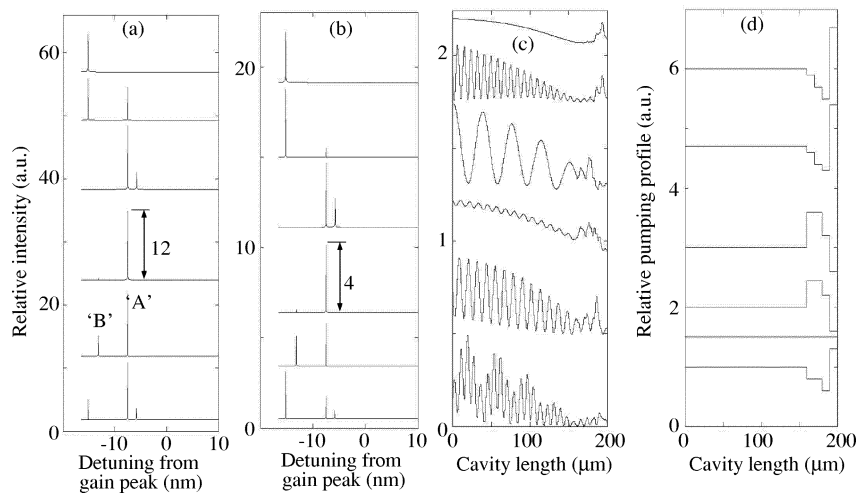 (a)
(b)
(c)
(d)
Relative intensity (a.u.)
60
40
20
0
12
'A'
'B'
-10
0
10
Detuning from
gain peak (nm)
20
10
0
4
-10
0
10
Detuning from
gain peak (nm)
2
1
0
0
100
200
Cavity length (μm)
Relative pumping profile (a.u.)
6
4
2
0
0
100
200
Cavity length (μm)